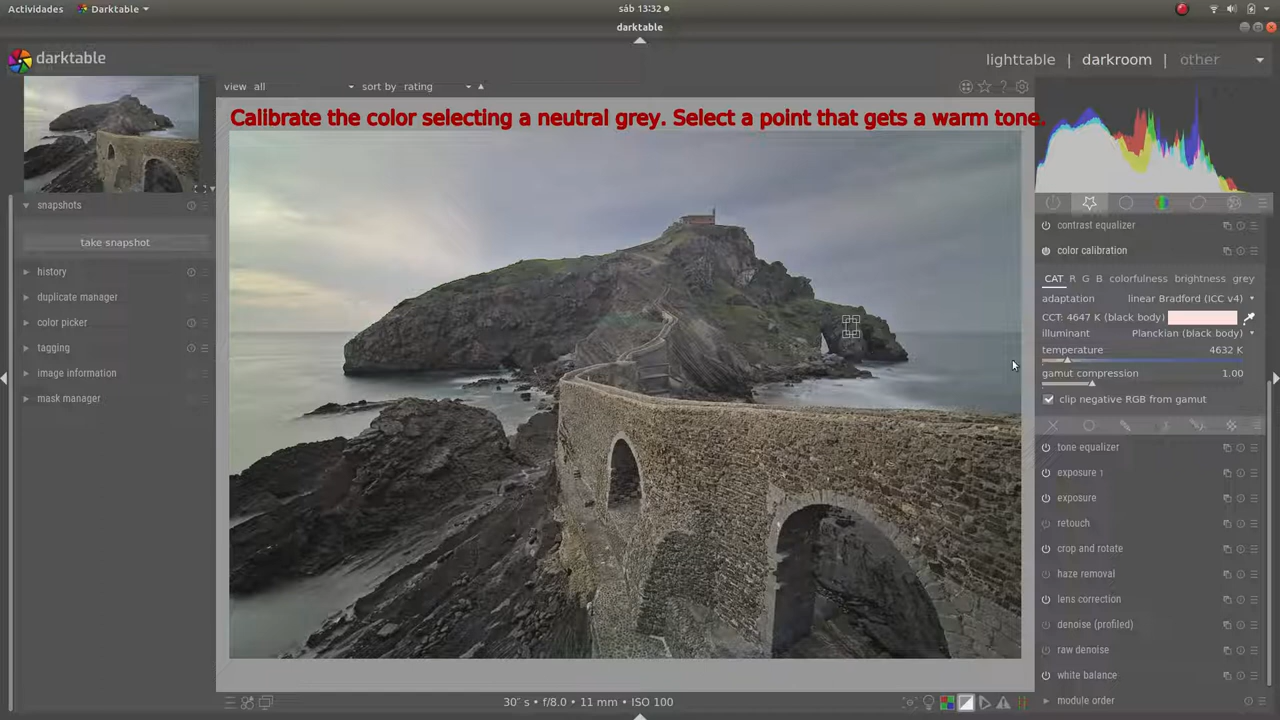 Actividades Darktable sáb 13:32
darktable
darktable lighttable | darkroom | other
view all sort by rating
Calibrate the color selecting a neutral grey. Select a point that gets a warm tone.
snapshots
take snapshot
history
duplicate manager
color picker
tagging
image information
mask manager
contrast equalizer
color calibration
CAT R G B colorfulness brightness grey
adaptation linear Bradford (ICC v4)
CCT: 4647 K (black body)
illuminant Planckian (black body)
temperature 4632 K
gamut compression 1.00
clip negative RGB from gamut
tone equalizer
exposure 1
exposure
retouch
crop and rotate
haze removal
lens correction
denoise (profiled)
raw denoise
white balance
module order
30″ s • f/8.0 • 11 mm • ISO 100